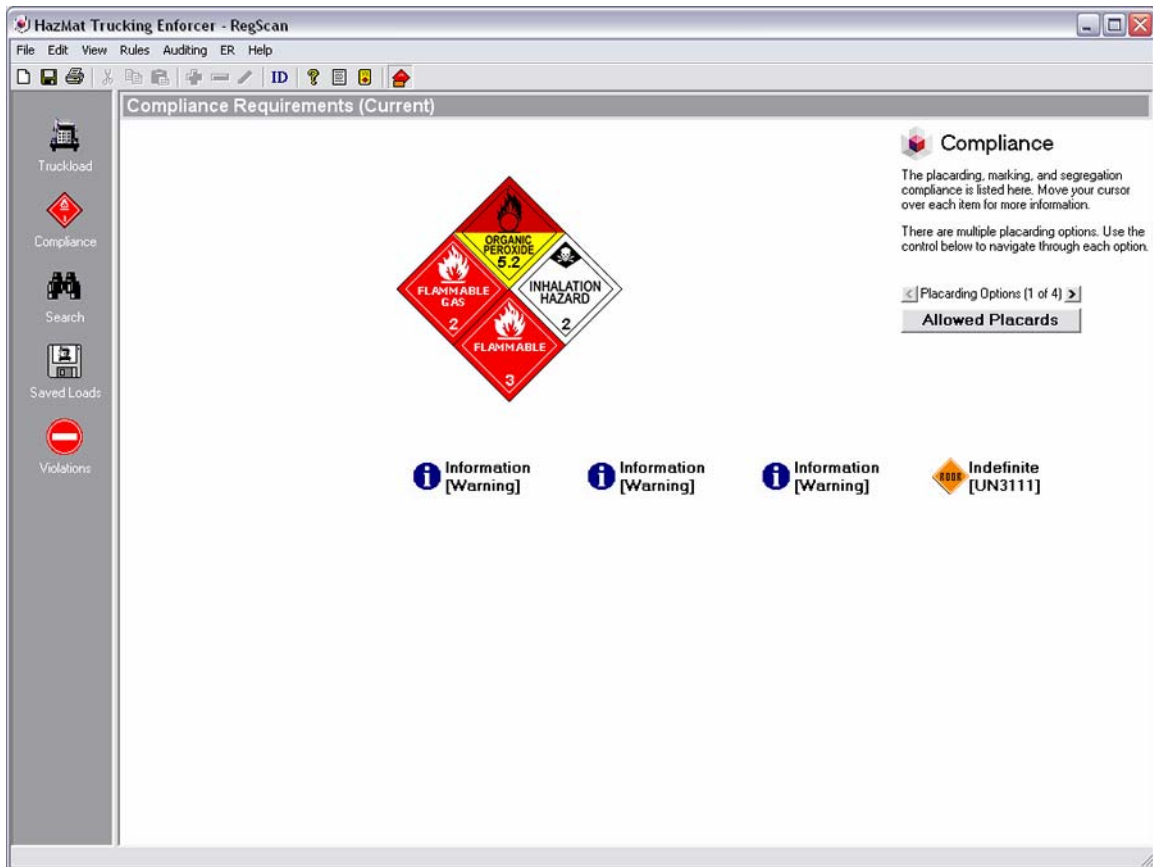 HazMat Trucking Enforcer - RegScan
File Edit View Rules Auditing ER Help
ID
Compliance Requirements (Current)
Truckload
Compliance
Search
Saved Loads
Violations
ORGANIC
PEROXIDE
5.2
FLAMMABLE
GAS
2
INHALATION
HAZARD
2
FLAMMABLE
3
Compliance
The placarding, marking, and segregation
compliance is listed here. Move your cursor
over each item for more information.
There are multiple placarding options. Use the
control below to navigate through each option.
< Placarding Options (1 of 4) >
Allowed Placards
Information
[Warning]
Information
[Warning]
Information
[Warning]
Indefinite
[UN3111]